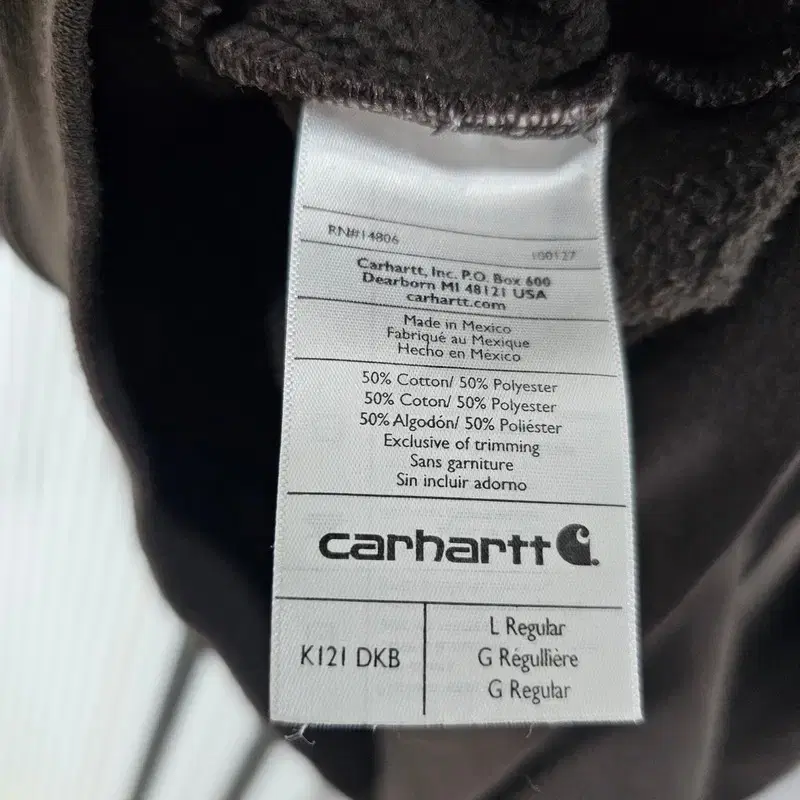 RN#14806
100127
Carhartt, Inc. P.O. Box 600
Dearborn MI 48121 USA
carhartt.com
Made in Mexico
Fabriqué au Mexique
Hecho en México
50% Cotton/ 50% Polyester
50% Coton/ 50% Polyester
50% Algodón/ 50% Poliéster
Exclusive of trimming
Sans garniture
Sin incluir adorno
carhartt
K121 DKB
L Regular
G Régullière
G Regular